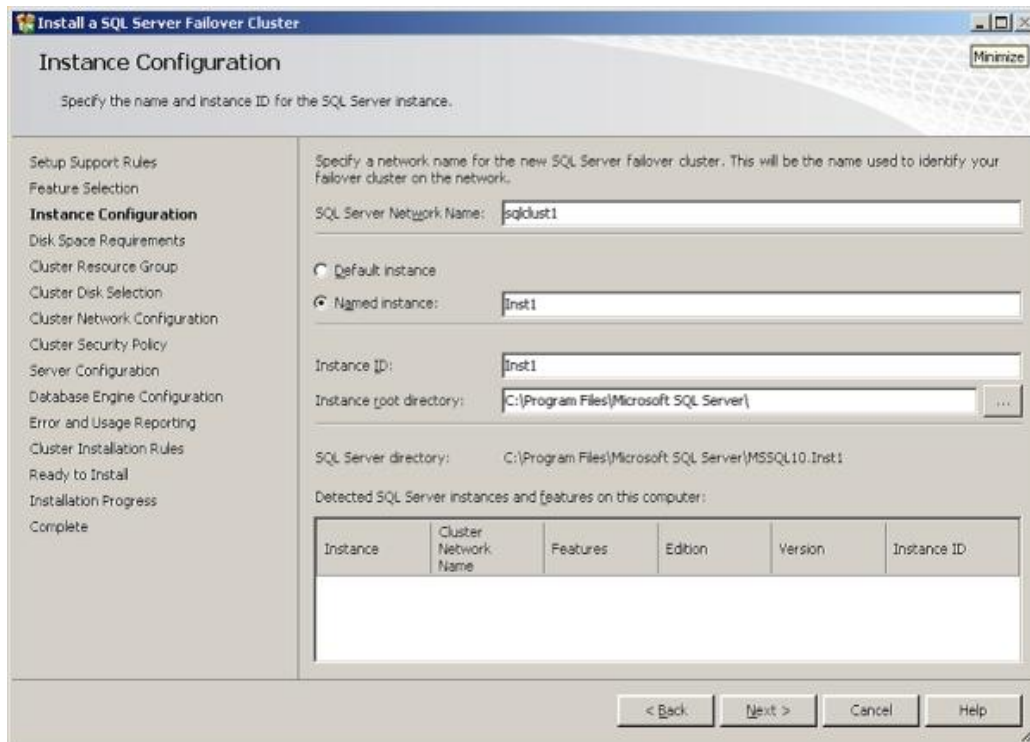 Install a SQL Server Failover Cluster
Instance Configuration
Minimize
Specify the name and instance ID for the SQL Server instance.
Setup Support Rules
Feature Selection
Instance Configuration
Disk Space Requirements
Cluster Resource Group
Cluster Disk Selection
Cluster Network Configuration
Cluster Security Policy
Server Configuration
Database Engine Configuration
Error and Usage Reporting
Cluster Installation Rules
Ready to Install
Installation Progress
Complete
Specify a network name for the new SQL Server failover cluster. This will be the name used to identify your
failover cluster on the network.
SQL Server Network Name: sqlclust1
Default instance
Named instance: Inst1
Instance ID: Inst1
Instance root directory: C:\Program Files\Microsoft SQL Server\ ...
SQL Server directory: C:\Program Files\Microsoft SQL Server\MSSQL10.Inst1
Detected SQL Server instances and features on this computer:
Instance Cluster Network Name Features Edition Version Instance ID
< Back Next > Cancel Help